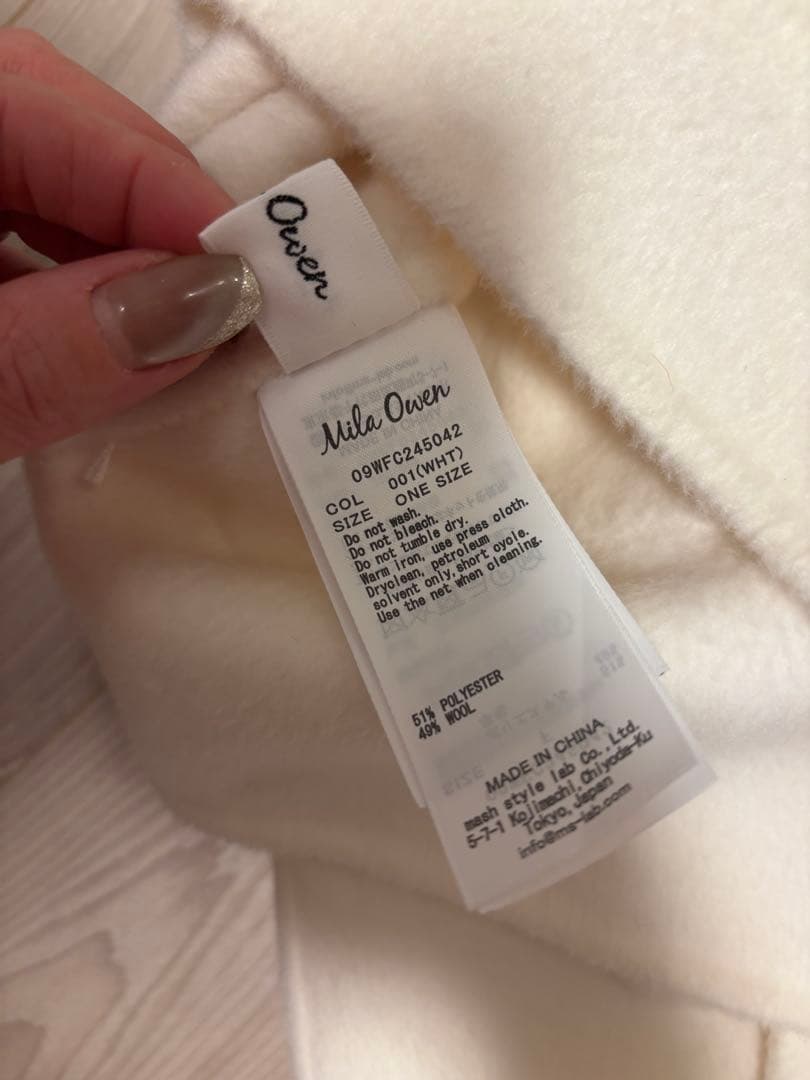 Owen
Mila Owen
09WFC245042
COL 001(WHT)
SIZE ONE SIZE
Do not wash.
Do not bleach.
Do not tumble dry.
Warm iron, use press cloth.
Dryclean, petroleum
solvent only,short cycle.
Use the net when cleaning.
51% POLYESTER
49% WOOL
MADE IN CHINA
mash style lab Co.,Ltd.
5-7-1 Kojimachi,Chiyoda-Ku
Tokyo,Japan
info@ms-lab.com